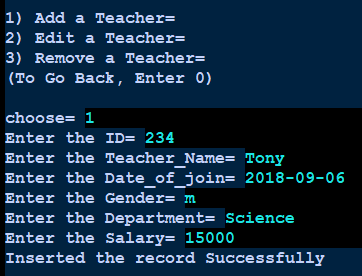 1) Add a Teacher=
2) Edit a Teacher=
3) Remove a Teacher=
(To Go Back, Enter 0)
choose= 1
Enter the ID= 234
Enter the Teacher_Name= Tony
Enter the Date_of_join= 2018-09-06
Enter the Gender= m
Enter the Department= Science
Enter the Salary= 15000
Inserted the record Successfully